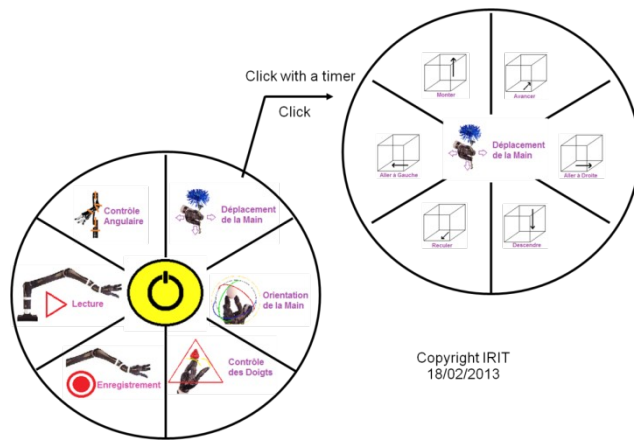 Click with a timer
Click
Monter
Avancer
Aller à Gauche
Déplacement
de la Main
Aller à Droite
Reculer
Descendre
Contrôle
Angulaire
Déplacement
de la Main
Lecture
Orientation
de la Main
Enregistrement
Contrôle
des Doigts
Copyright IRIT
18/02/2013